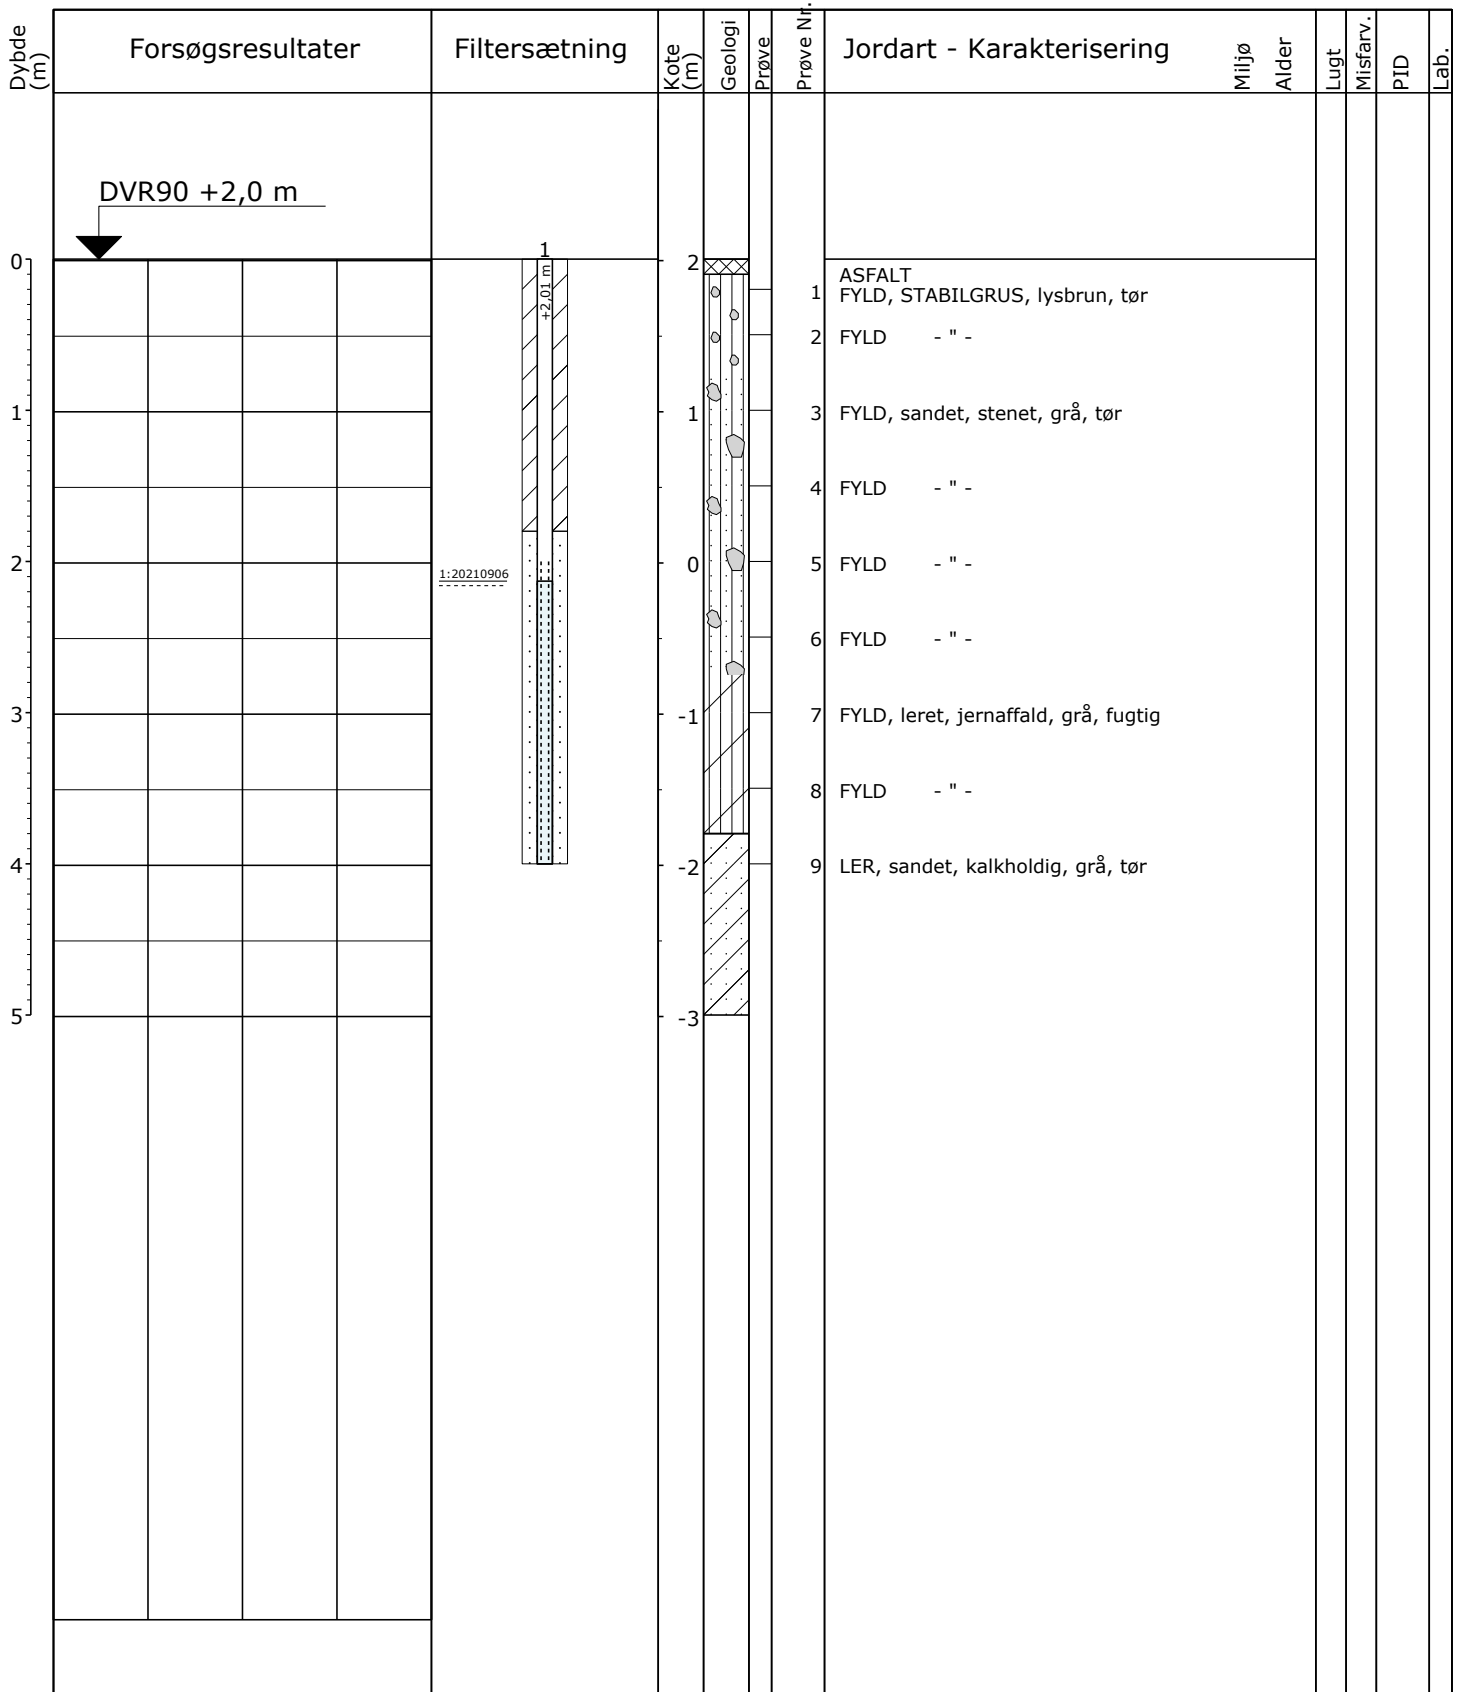 Dybde (m)
Forsøgsresultater
Filtersætning
Kote (m)
Geologi
Prøve
Prøve Nr.
Jordart - Karakterisering
Miljø
Alder
Lugt
Misfarv.
PID
Lab.
DVR90 +2,0 m
1
+2,01 m
0
2
ASFALT
1 FYLD, STABILGRUS, lysbrun, tør
2 FYLD - " -
1
1
3 FYLD, sandet, stenet, grå, tør
4 FYLD - " -
2
1:20210906
0
5 FYLD - " -
6 FYLD - " -
3
-1
7 FYLD, leret, jernaffald, grå, fugtig
8 FYLD - " -
4
-2
9 LER, sandet, kalkholdig, grå, tør
5
-3